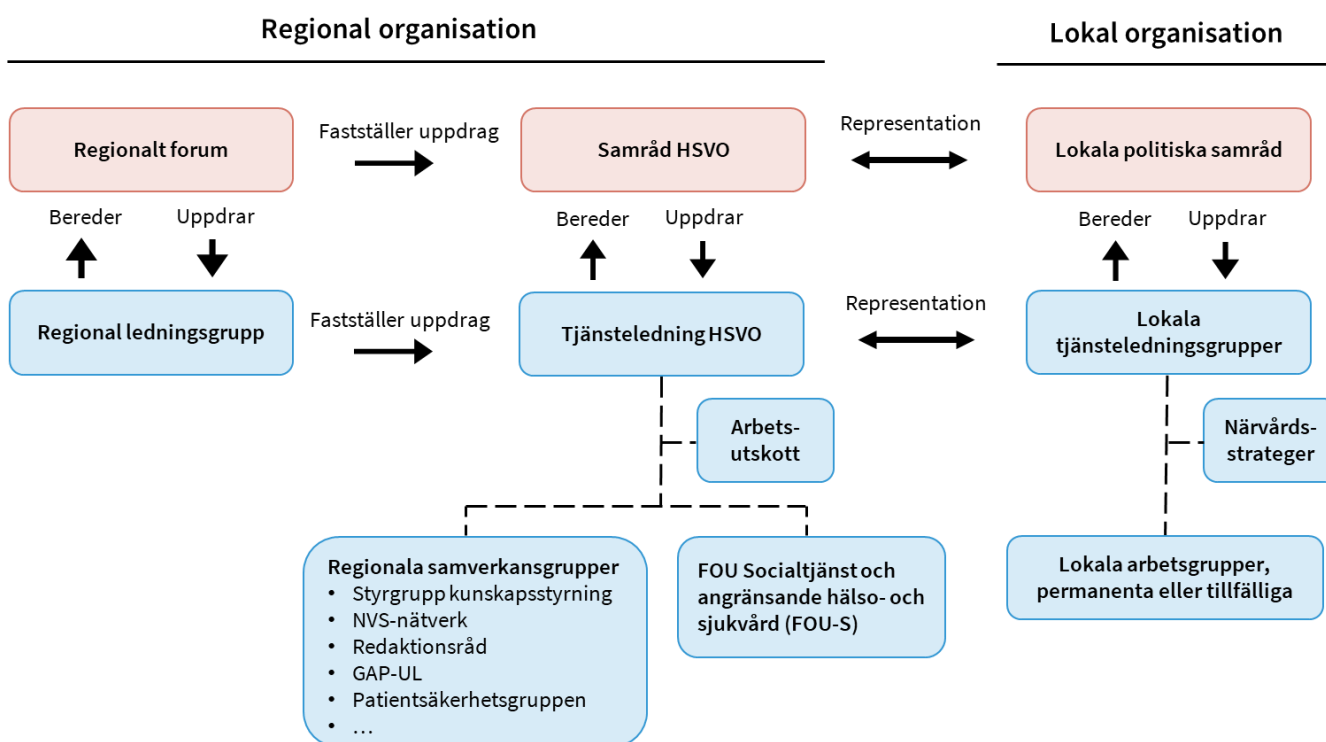 Regional organisation
Lokal organisation
Regionalt forum
Fastställer uppdrag
Samråd HSVO
Representation
Lokala politiska samråd
Bereder
Uppdrar
Bereder
Uppdrar
Bereder
Uppdrar
Regional ledningsgrupp
Fastställer uppdrag
Tjänsteledning HSVO
Representation
Lokala
tjänsteledningsgrupper
Arbets-
utskott
Närvårds-
strateger
Regionala samverkansgrupper
• Styrgrupp kunskapsstyrning
• NVS-nätverk
• Redaktionsråd
• GAP-UL
• Patientsäkerhetsgruppen
• ...
FOU Socialtjänst och
angränsande hälso- och
sjukvård (FOU-S)
Lokala arbetsgrupper,
permanenta eller tillfälliga